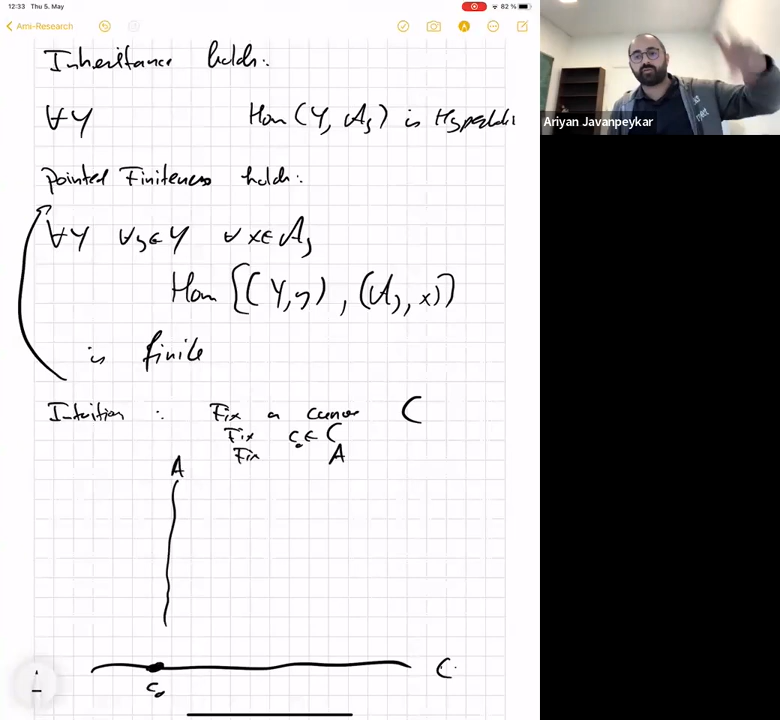 12:33 Thu 5. May 82 %
Ami-Research
Inheritance holds:
∀Y Hom(Y, A_g) is Hyperbolic
Ariyan Javanpeykar
Pointed Finiteness holds:
∀Y ∀y∈Y ∀x∈A_g
Hom[(Y,y), (A_g,x)]
is finite
Intuition: Fix a curve C
Fix c₀∈C
Fix A
A
C
c₀